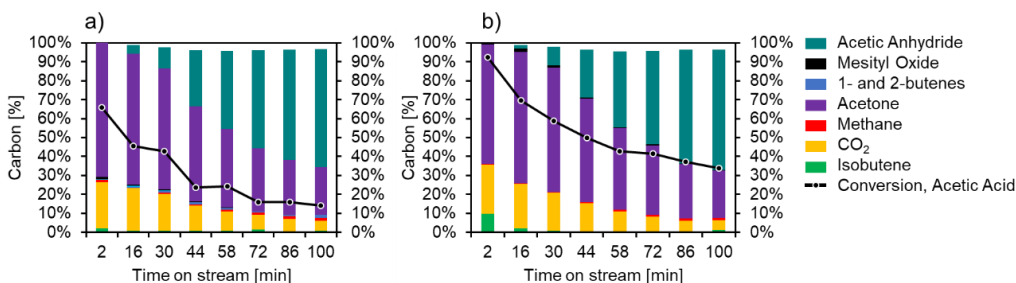 a)
b)
100% 100% 100% 100%
90% 90% 90% 90%
80% 80% 80% 80%
70% 70% 70% 70%
60% 60% 60% 60%
50% 50% 50% 50%
40% 40% 40% 40%
30% 30% 30% 30%
20% 20% 20% 20%
10% 10% 10% 10%
0% 0% 0% 0%
Carbon [%]
Carbon [%]
2 16 30 44 58 72 86 100
2 16 30 44 58 72 86 100
Time on stream [min]
Time on stream [min]
Acetic Anhydride
Mesityl Oxide
1- and 2-butenes
Acetone
Methane
CO₂
Isobutene
Conversion, Acetic Acid